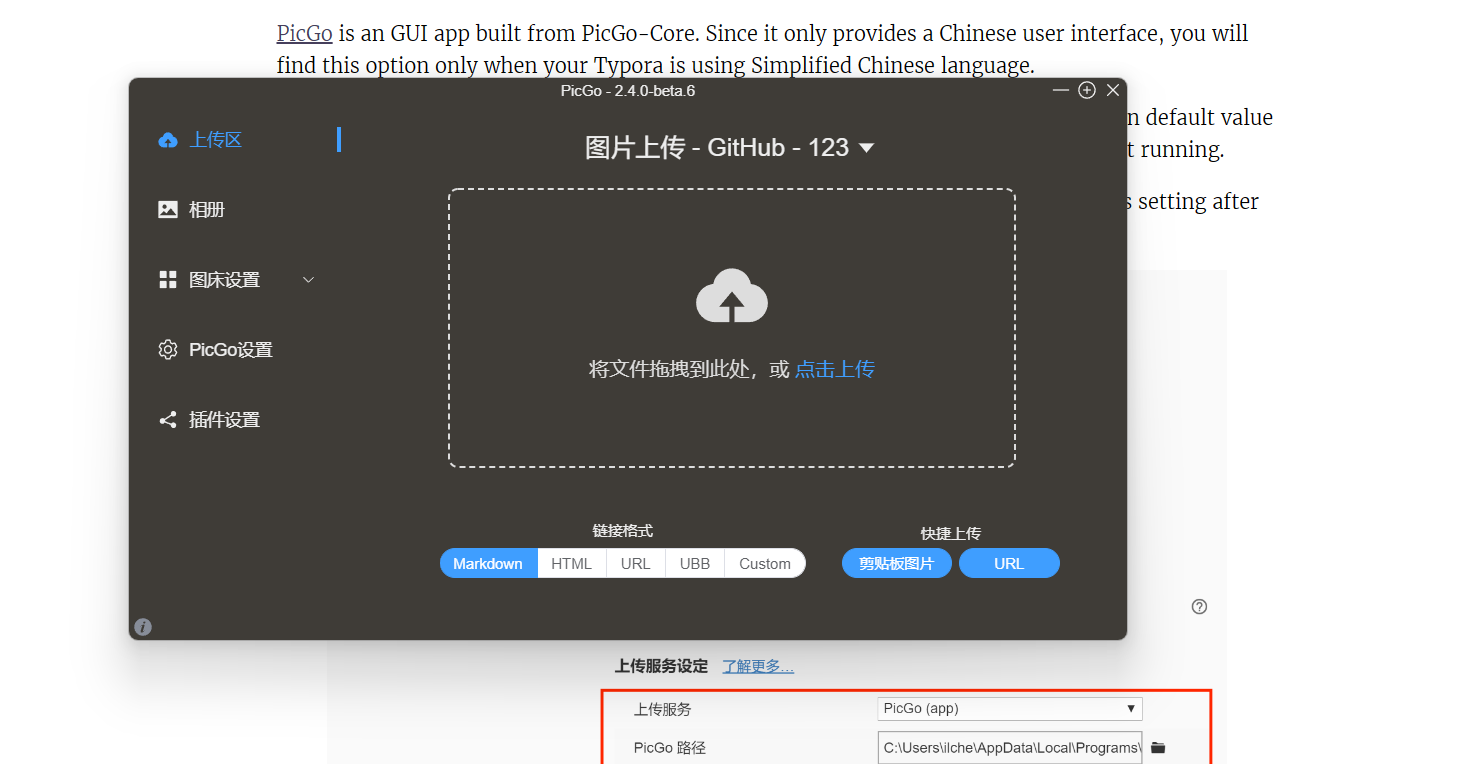 PicGo is an GUI app built from PicGo-Core. Since it only provides a Chinese user interface, you will
find this option only when your Typora is using Simplified Chinese language.
PicGo - 2.4.0-beta.6
default value
running.
setting after
上传区
相册
图床设置
PicGo设置
插件设置
图片上传 - GitHub - 123
将文件拖拽到此处，或 点击上传
链接格式
Markdown HTML URL UBB Custom
快捷上传
剪贴板图片 URL
上传服务设定 了解更多...
上传服务 PicGo (app)
PicGo 路径 C:\Users\ilche\AppData\Local\Programs\